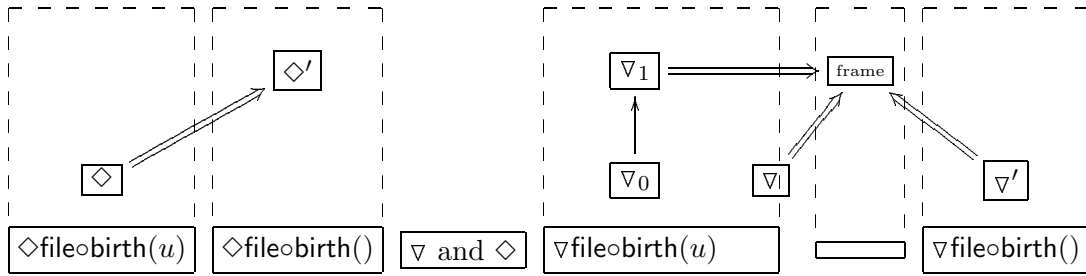 ◇′
▽₁
frame
◇
▽₀
▽
▽′
◇file∘birth(u)
◇file∘birth()
▽ and ◇
▽file∘birth(u)
▽file∘birth()